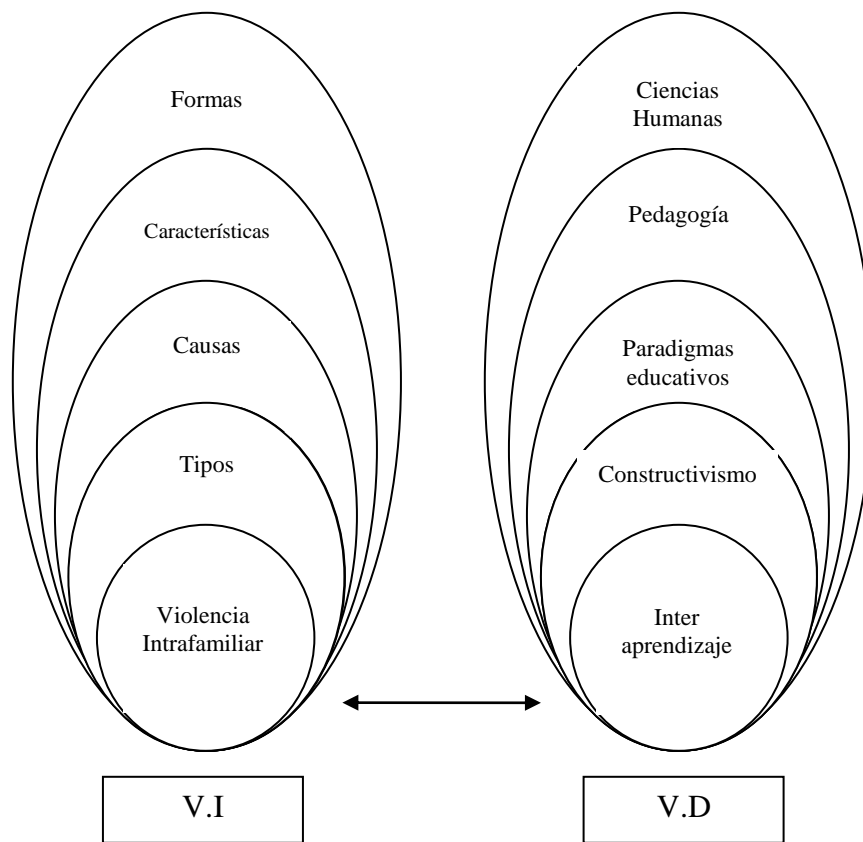 Formas
Características
Causas
Tipos
Violencia
Intrafamiliar
V.I
Ciencias
Humanas
Pedagogía
Paradigmas
educativos
Constructivismo
Inter
aprendizaje
V.D